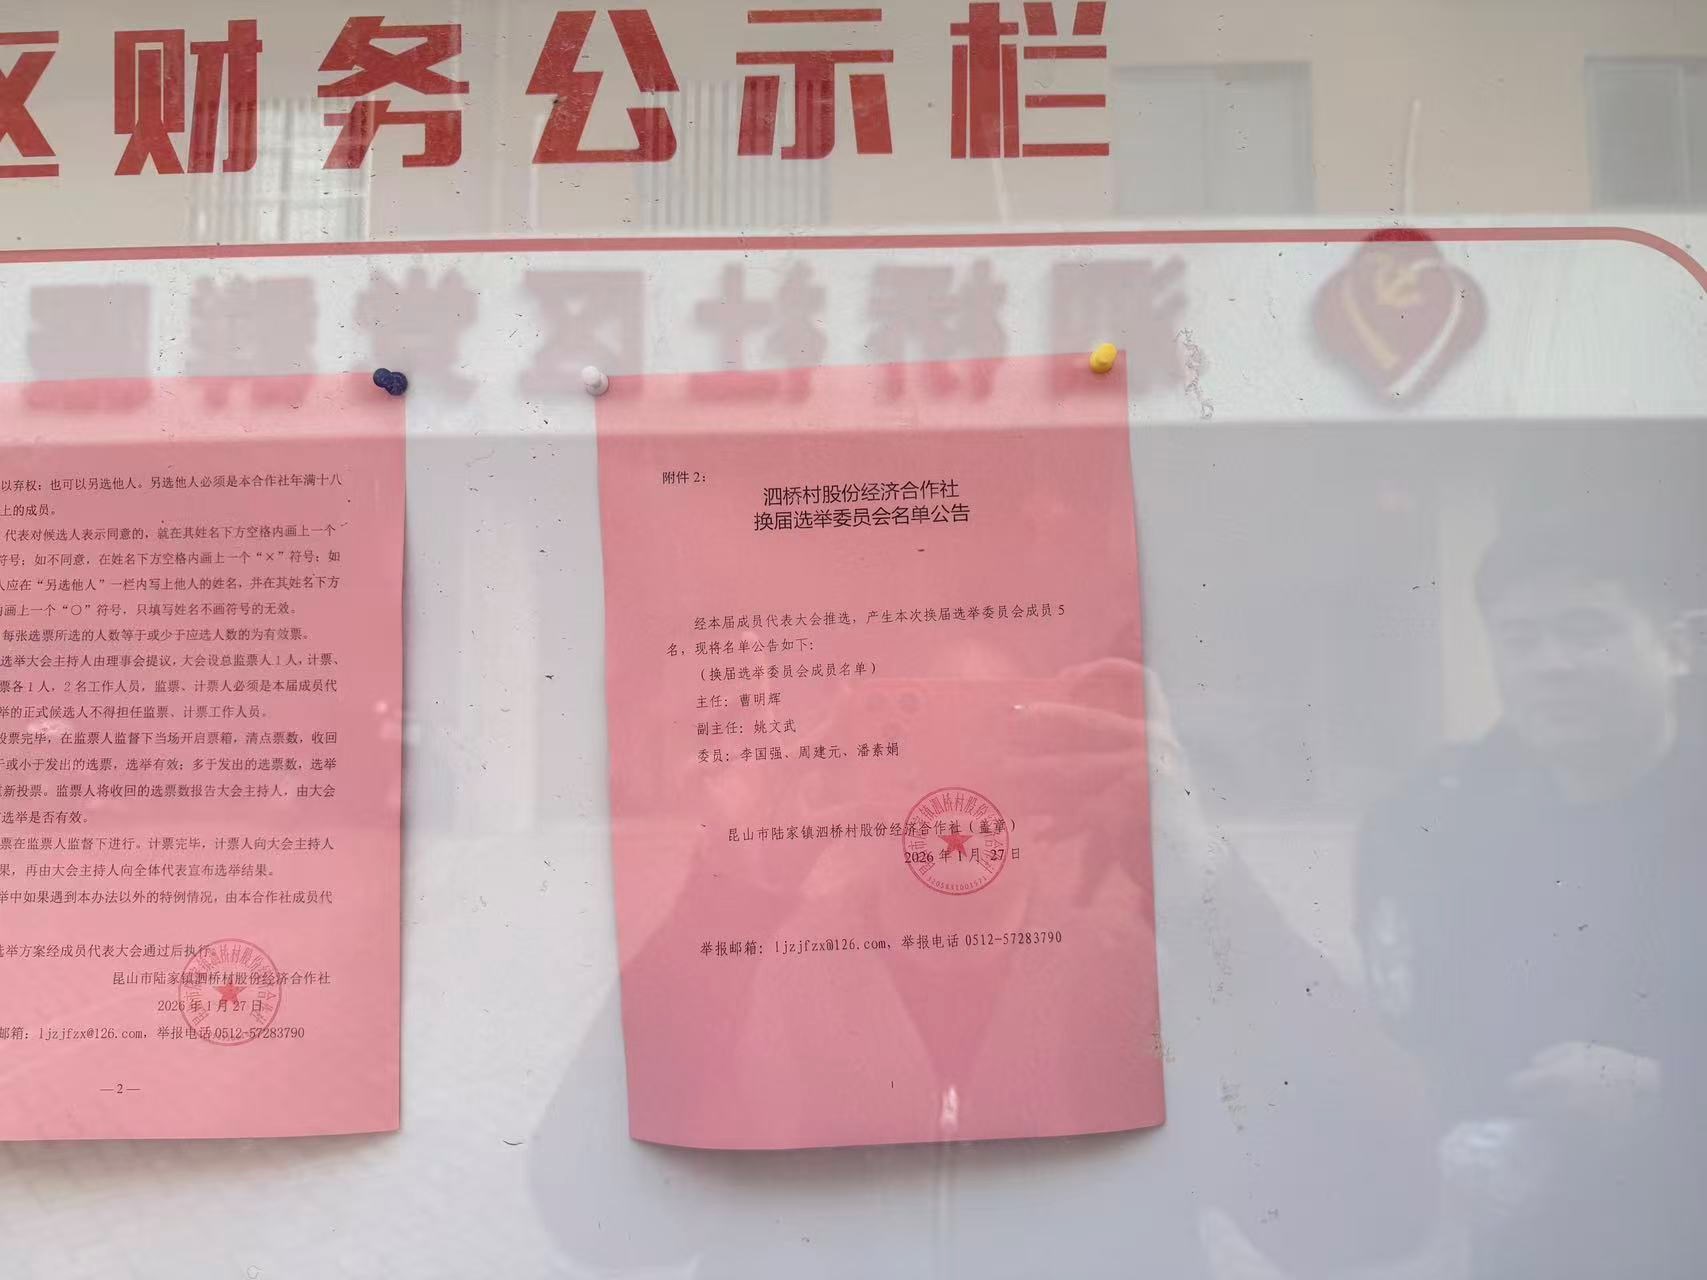 区财务公示栏
以弃权；也可以另选他人。另选他人必须是本合作社年满十八
上的成员。
代表对候选人表示同意的，就在其姓名下方空格内画上一个
符号；如不同意，在姓名下方空格内画上一个“×”符号；如
人应在“另选他人”一栏内写上他人的姓名，并在其姓名下方
画上一个“○”符号，只填写姓名不画符号的无效。
每张选票所选的人数等于或少于应选人数的为有效票。
选举大会主持人由理事会提议，大会设总监票人1人，计票、
票各1人，2名工作人员，监票、计票人必须是本届成员代
举的正式候选人不得担任监票、计票工作人员。
投票完毕，在监票人监督下当场开启票箱，清点票数，收回
于或小于发出的选票，选举有效；多于发出的选票数，选举
新投票。监票人将收回的选票数报告大会主持人，由大会
选举是否有效。
票在监票人监督下进行。计票完毕，计票人向大会主持人
果，再由大会主持人向全体代表宣布选举结果。
举中如果遇到本办法以外的特例情况，由本合作社成员代
选举方案经成员代表大会通过后执行
昆山市陆家镇泗桥村股份经济合作社
2026年1月27日
邮箱：ljzjfzx@126.com，举报电话0512-57283790
—2—
附件2：
泗桥村股份经济合作社
换届选举委员会名单公告
经本届成员代表大会推选，产生本次换届选举委员会成员5
名，现将名单公告如下：
（换届选举委员会成员名单）
主任：曹明辉
副主任：姚文武
委员：李国强、周建元、潘素娟
昆山市陆家镇泗桥村股份经济合作社（盖章）
2026年1月27日
举报邮箱：ljzjfzx@126.com，举报电话0512-57283790
1